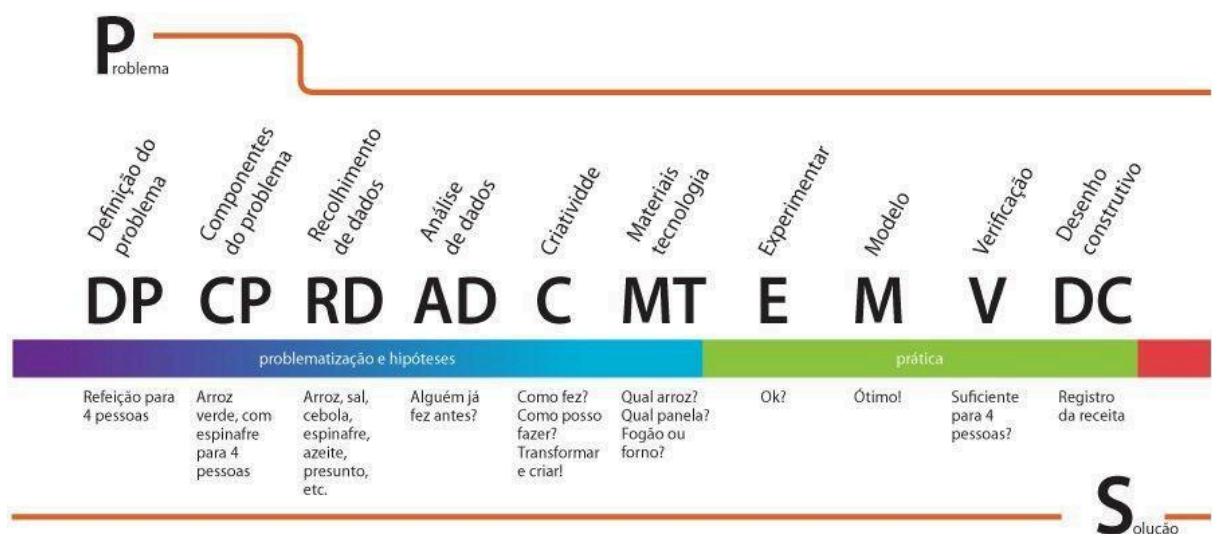 Problema
Definição do
problema
Componentes
do problema
Recolhimento
de dados
Análise
de dados
Criatividde
Materiais
tecnologia
Experimentar
Modelo
Verificação
Desenho
construtivo
DP CP RD AD C MT E M V DC
problematização e hipóteses
prática
Refeição para
4 pessoas
Arroz
verde, com
espinafre
para 4
pessoas
Arroz, sal,
cebola,
espinafre,
azeite,
presunto,
etc.
Alguém já
fez antes?
Como fez?
Como posso
fazer?
Transformar
e criar!
Qual arroz?
Qual panela?
Fogão ou
forno?
Ok?
Ótimo!
Suficiente
para 4
pessoas?
Registro
da receita
Solução